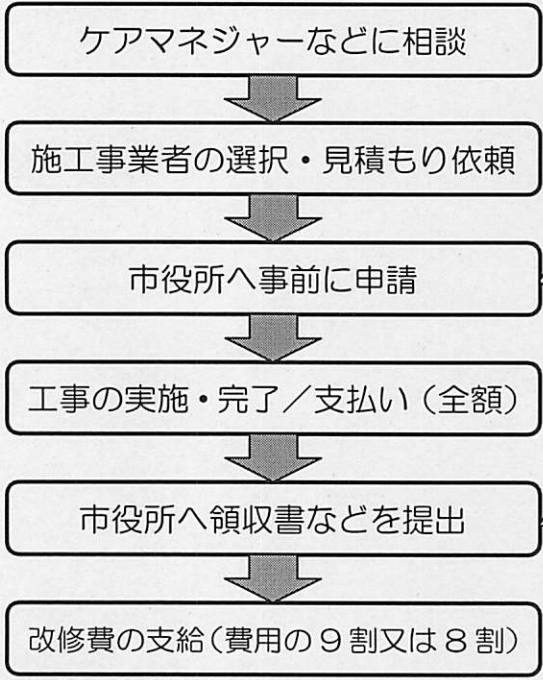 ケアマネジャーなどに相談
施工事業者の選択・見積もり依頼
市役所へ事前に申請
工事の実施・完了／支払い（全額）
市役所へ領収書などを提出
改修費の支給（費用の９割又は８割）